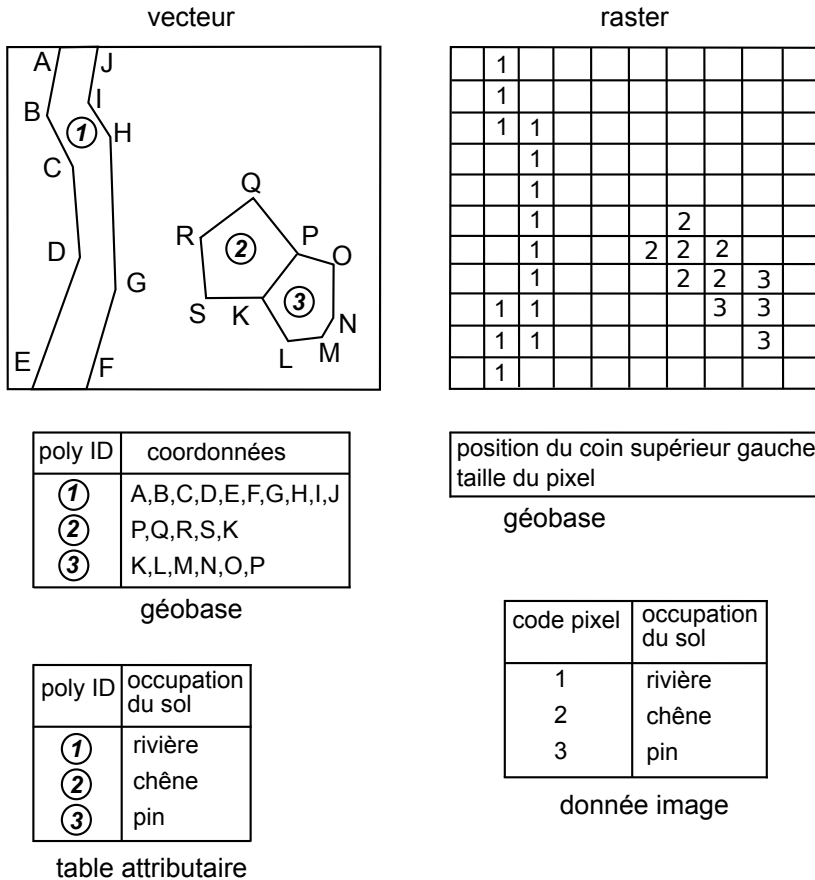 vecteur
A J
I
B
1 H
C
Q
R P
2 O
D
G
3
S K N
L M
E F
poly ID coordonnées
1 A,B,C,D,E,F,G,H,I,J
2 P,Q,R,S,K
3 K,L,M,N,O,P
géobase
poly ID occupation
du sol
1 rivière
2 chêne
3 pin
table attributaire
raster
1
1
1 1
1
1
1 2
1 2 2 2
1 2 2 3
1 1 3 3
1 1 3
1
position du coin supérieur gauche
taille du pixel
géobase
code pixel occupation
du sol
1 rivière
2 chêne
3 pin
donnée image